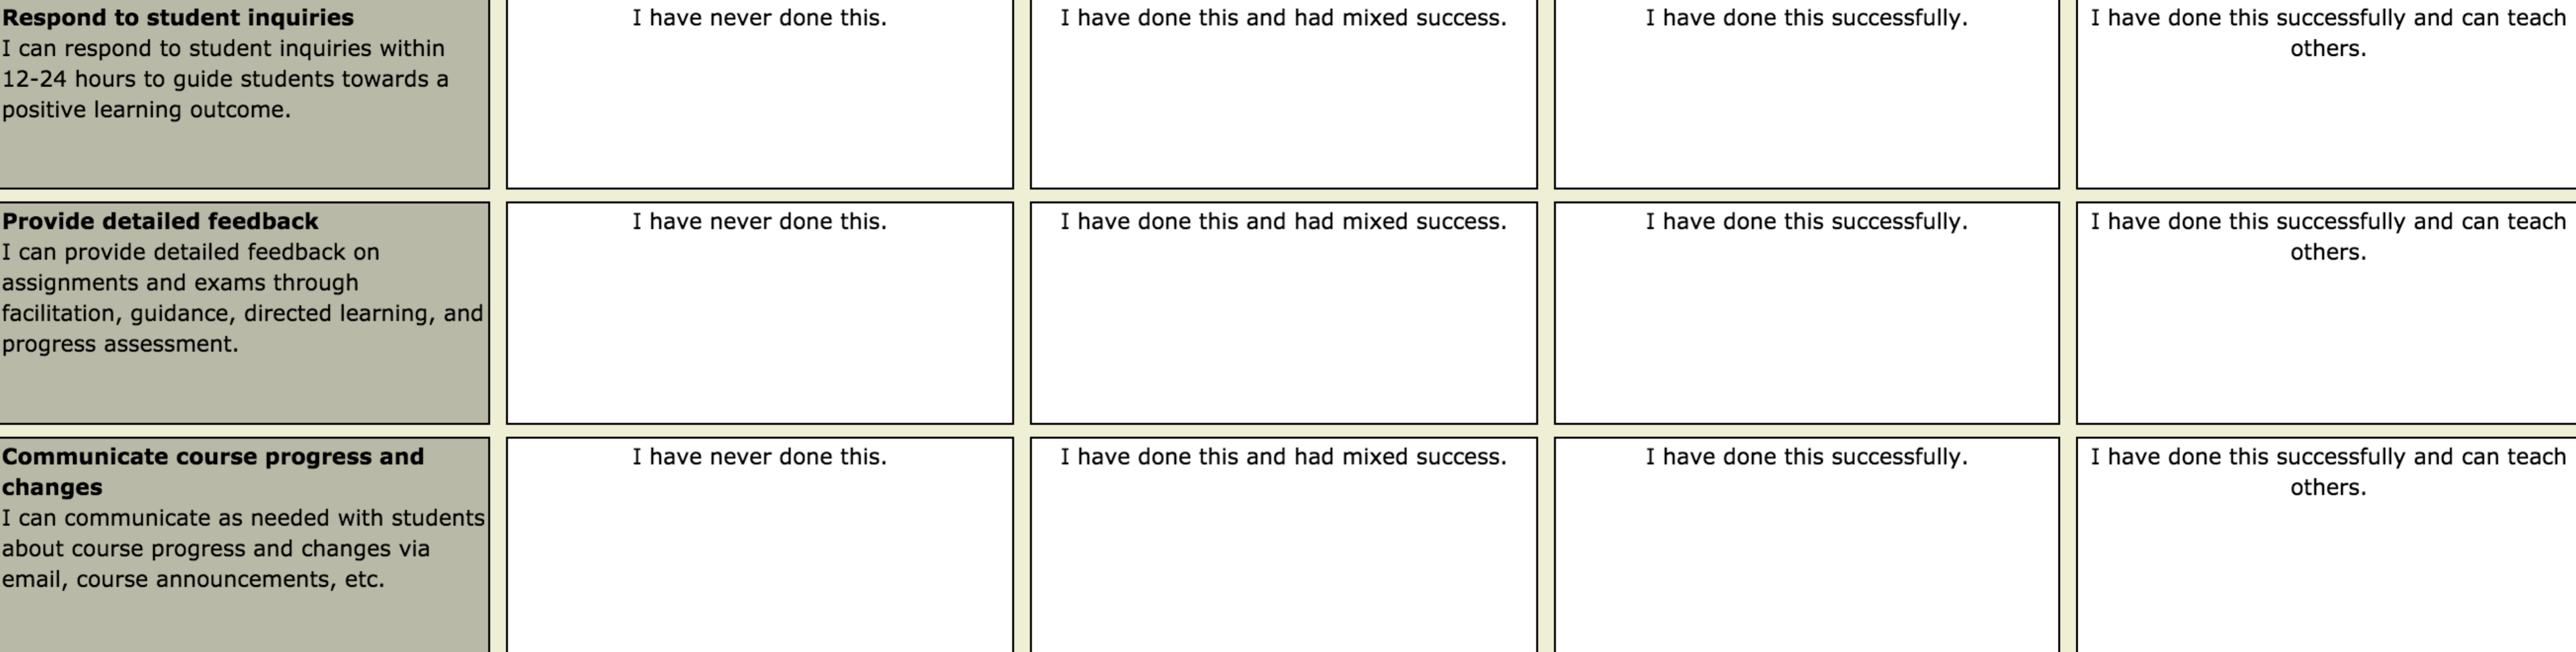 Respond to student inquiries
I can respond to student inquiries within
12-24 hours to guide students towards a
positive learning outcome.
I have never done this.
I have done this and had mixed success.
I have done this successfully.
I have done this successfully and can teach
others.
Provide detailed feedback
I can provide detailed feedback on
assignments and exams through
facilitation, guidance, directed learning, and
progress assessment.
I have never done this.
I have done this and had mixed success.
I have done this successfully.
I have done this successfully and can teach
others.
Communicate course progress and
changes
I can communicate as needed with students
about course progress and changes via
email, course announcements, etc.
I have never done this.
I have done this and had mixed success.
I have done this successfully.
I have done this successfully and can teach
others.